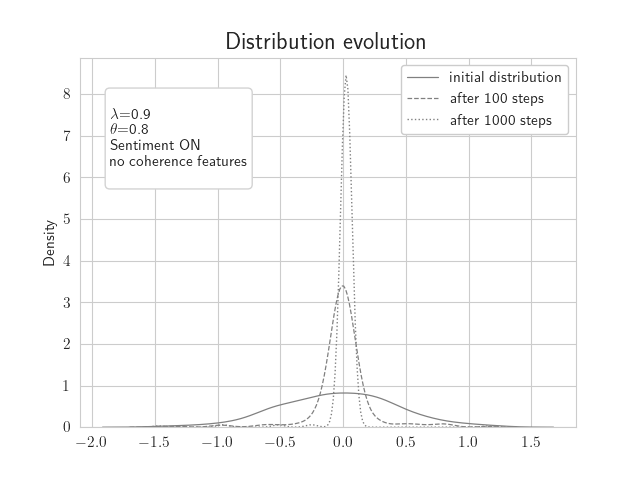 Distribution evolution
initial distribution
after 100 steps
after 1000 steps
λ=0.9
θ=0.8
Sentiment ON
no coherence features
Density
8
7
6
5
4
3
2
1
0
−2.0 −1.5 −1.0 −0.5 0.0 0.5 1.0 1.5